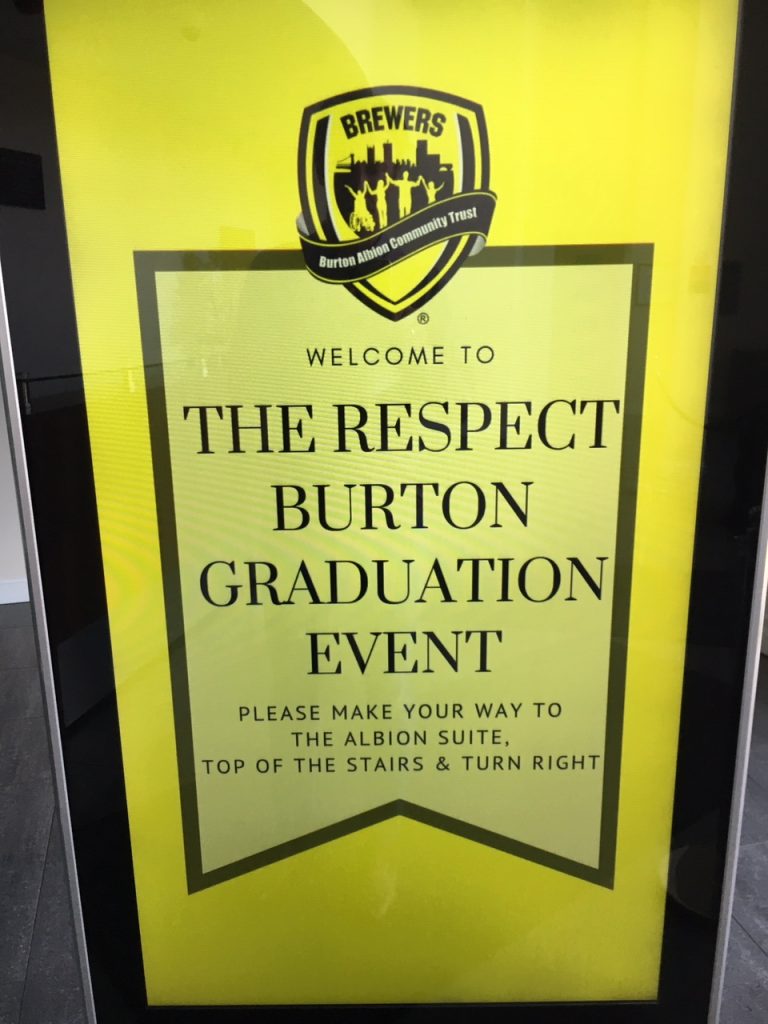 BREWERS
Burton Albion Community Trust
®
WELCOME TO
THE RESPECT
BURTON
GRADUATION
EVENT
PLEASE MAKE YOUR WAY TO
THE ALBION SUITE,
TOP OF THE STAIRS & TURN RIGHT